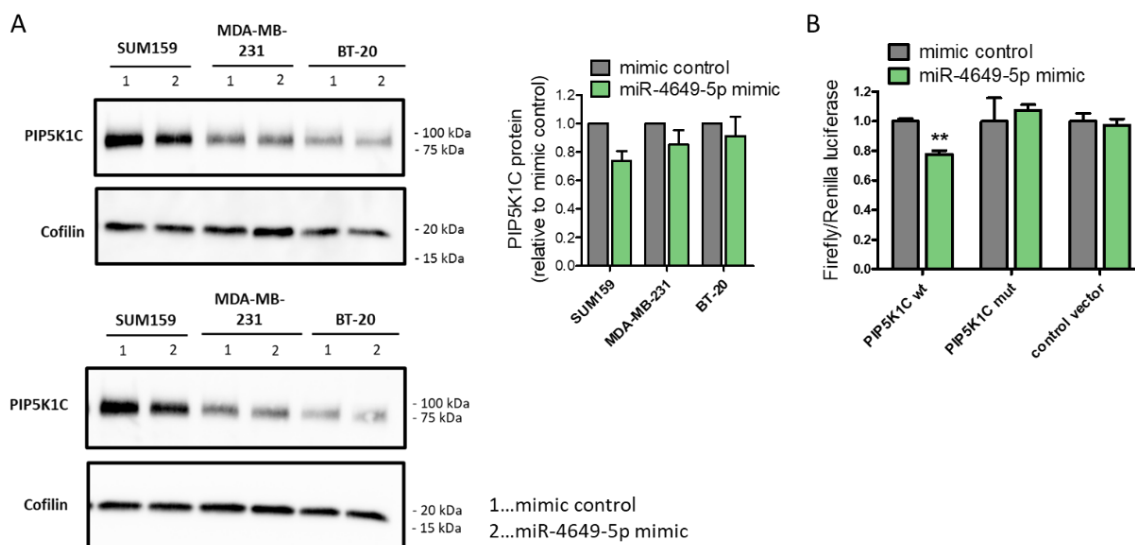 A
SUM159
MDA-MB-
231
BT-20
1 2 1 2 1 2
PIP5K1C
- 100 kDa
- 75 kDa
Cofilin
- 20 kDa
- 15 kDa
MDA-MB-
SUM159
231
BT-20
1 2 1 2 1 2
PIP5K1C
- 100 kDa
- 75 kDa
Cofilin
- 20 kDa
- 15 kDa
1...mimic control
2...miR-4649-5p mimic
mimic control
miR-4649-5p mimic
PIP5K1C protein
(relative to mimic control)
1.0
0.8
0.6
0.4
0.2
0.0
SUM159
MDA-MB-231
BT-20
B
mimic control
miR-4649-5p mimic
Firefly/Renilla luciferase
1.2
1.0
0.8
0.6
0.4
0.2
0.0
**
PIP5K1C wt
PIP5K1C mut
control vector